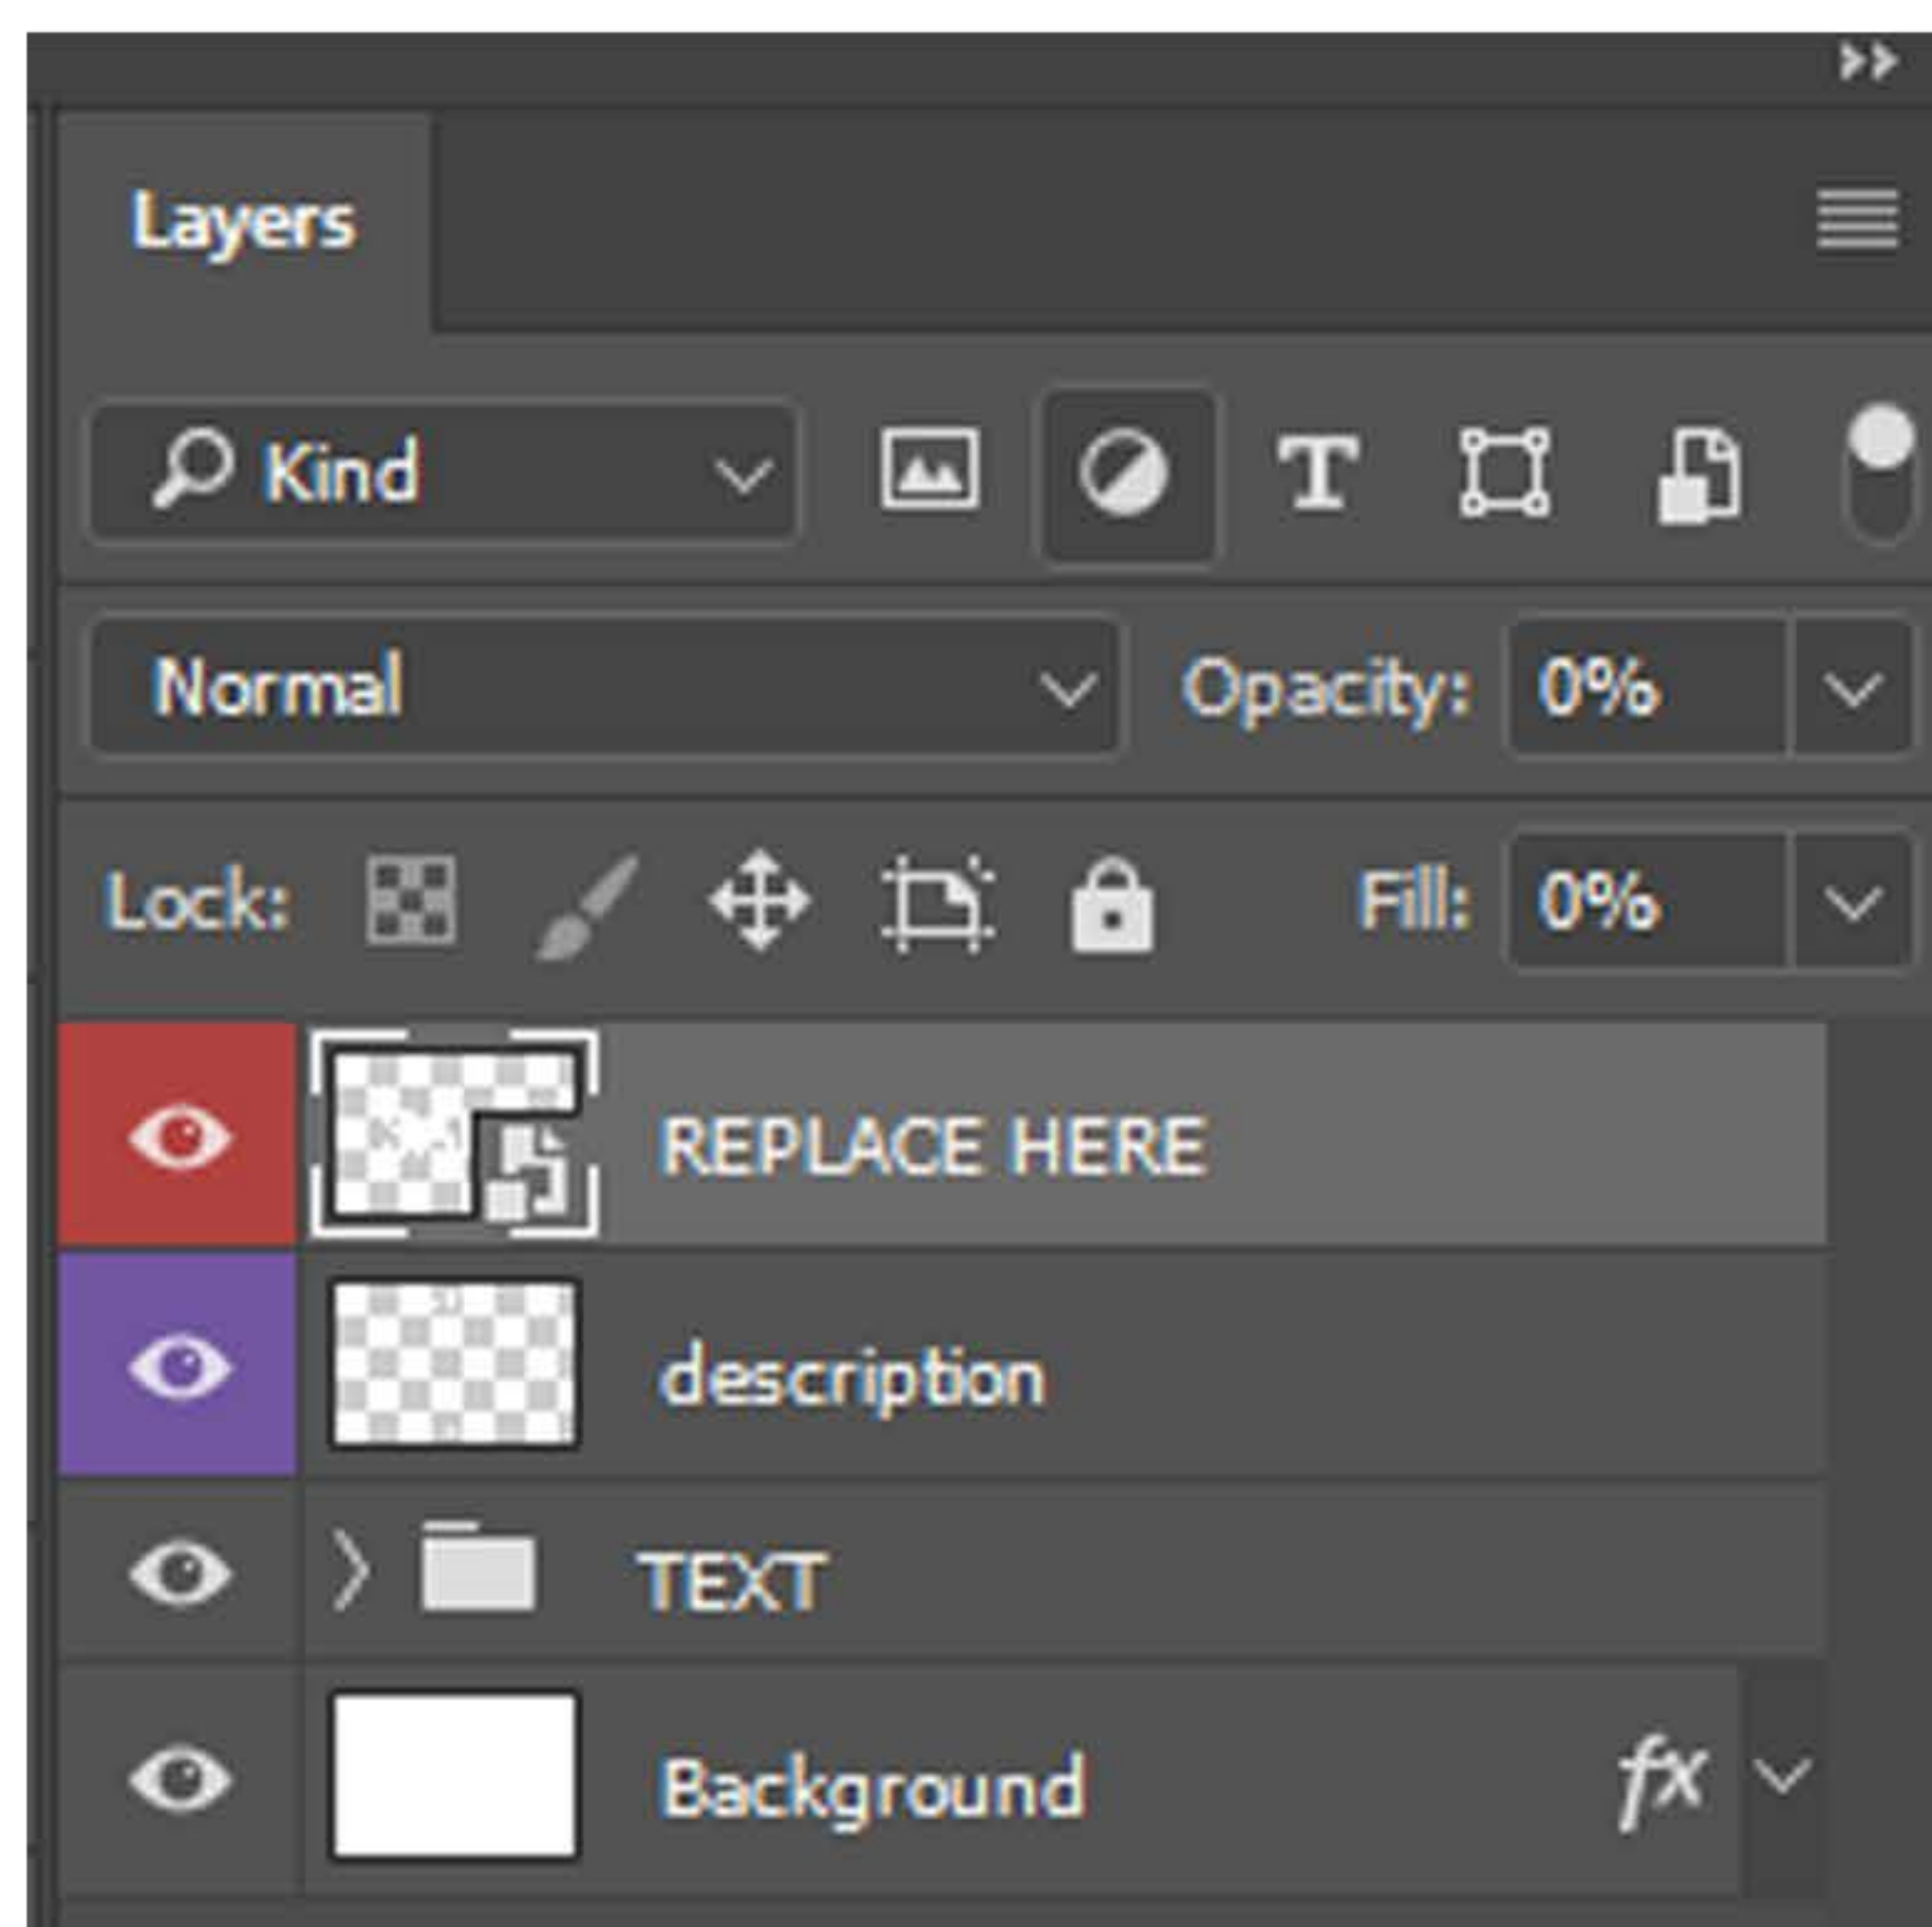 Layers
Kind
Normal Opacity: 0%
Lock: Fill: 0%
REPLACE HERE
description
TEXT
Background fx